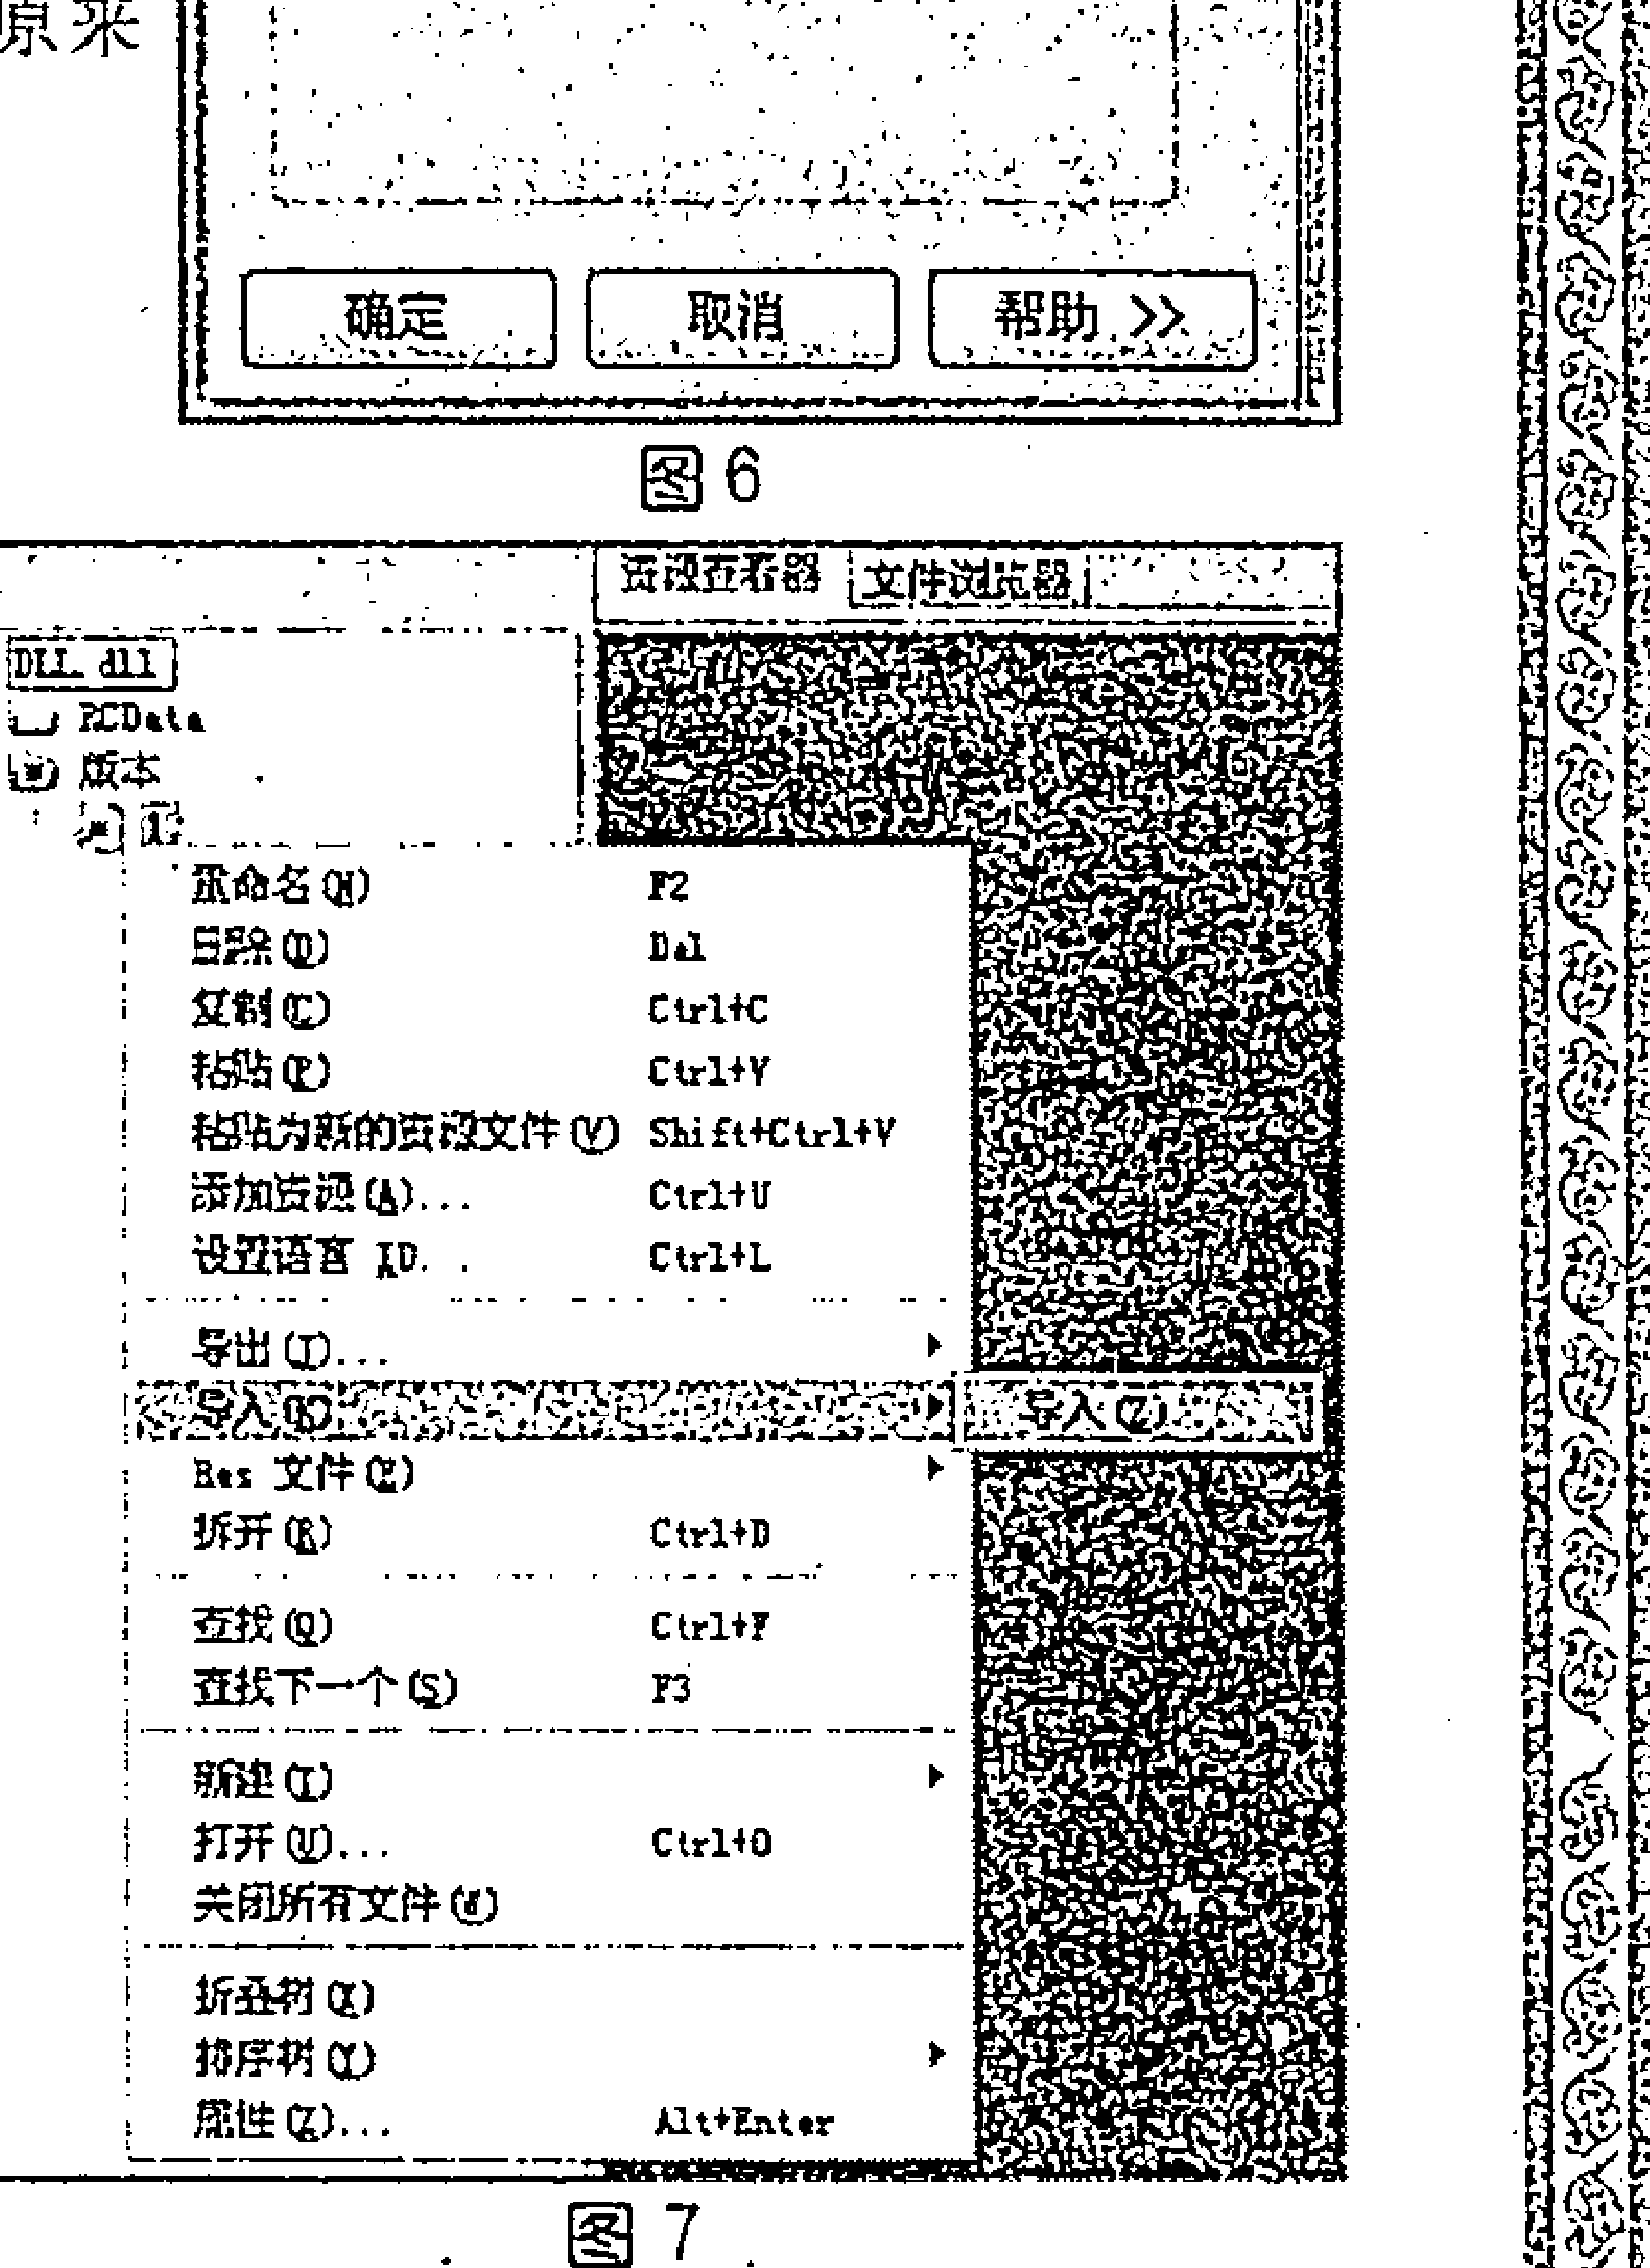 原来
确定 取消 帮助 >>
图 6
资源查看器 文件浏览器
DLL.dll
RCData
版本
1
重命名(N) F2
删除(O) Del
复制(C) Ctrl+C
粘贴(P) Ctrl+V
粘贴为新的资源文件(V) Shift+Ctrl+V
添加资源(A)... Ctrl+U
设置语言 ID... Ctrl+L
导出(J)...
导入(K) 导入(Z)
Res 文件
拆开(R) Ctrl+D
查找(Q) Ctrl+F
查找下一个(S) F3
新建(T)
打开(U)... Ctrl+O
关闭所有文件(W)
折叠树(X)
排序树(Y)
属性(Z)... Alt+Enter
图 7